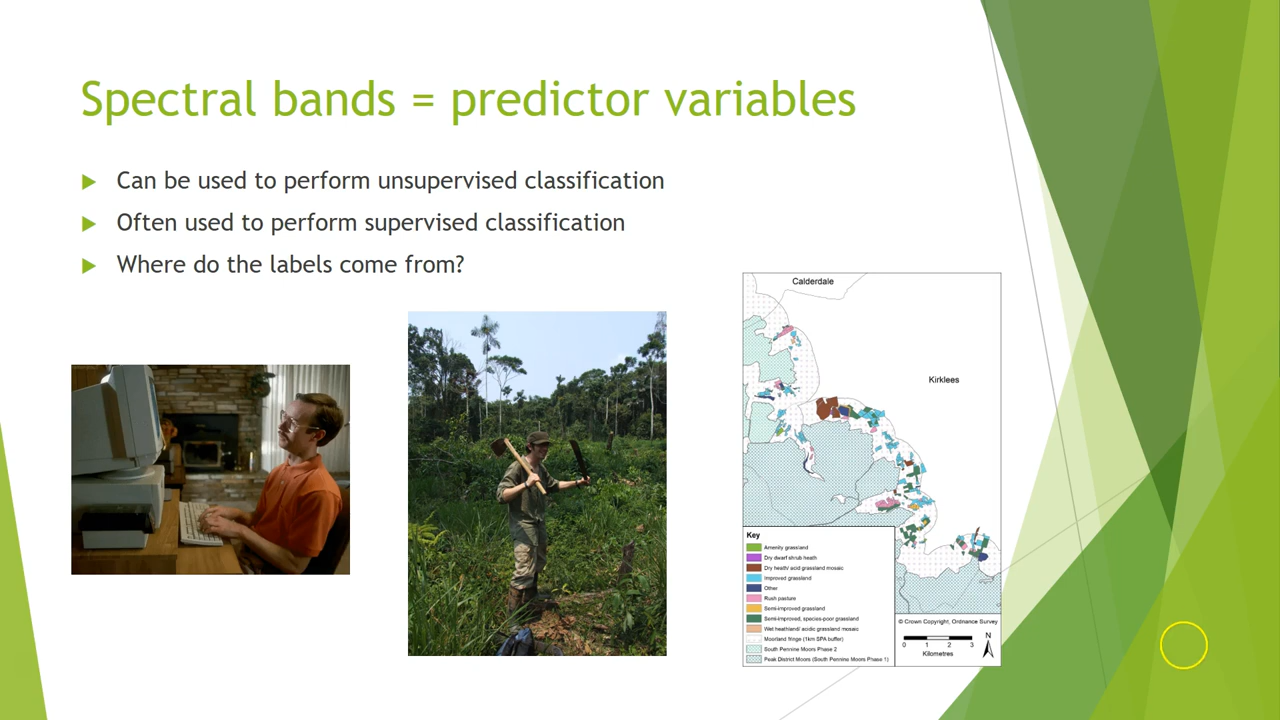 Spectral bands = predictor variables
Can be used to perform unsupervised classification
Often used to perform supervised classification
Where do the labels come from?
Calderdale
Kirklees
Key
Amenity grassland
Dry dwarf shrub heath
Dry heath/ acid grassland mosaic
Improved grassland
Other
Rush pasture
Semi-improved grassland
Semi-improved, species-poor grassland
Wet heathland/ acidic grassland mosaic
Moorland fringe (1km SPA buffer)
South Pennine Moors Phase 2
Peak District Moors (South Pennine Moors Phase 1)
© Crown Copyright, Ordnance Survey
N
0 1 2 3
Kilometres